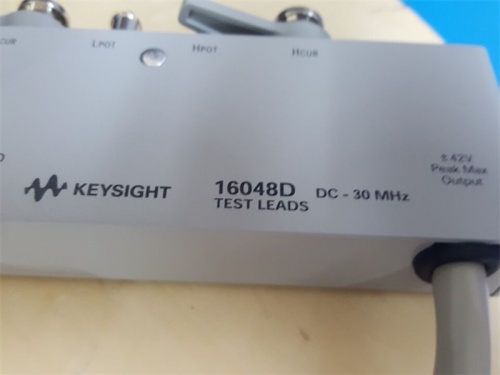 LPOT
HPOT
HCUR
± 42V
Peak Max
Output
KEYSIGHT
16048D DC - 30 MHz
TEST LEADS